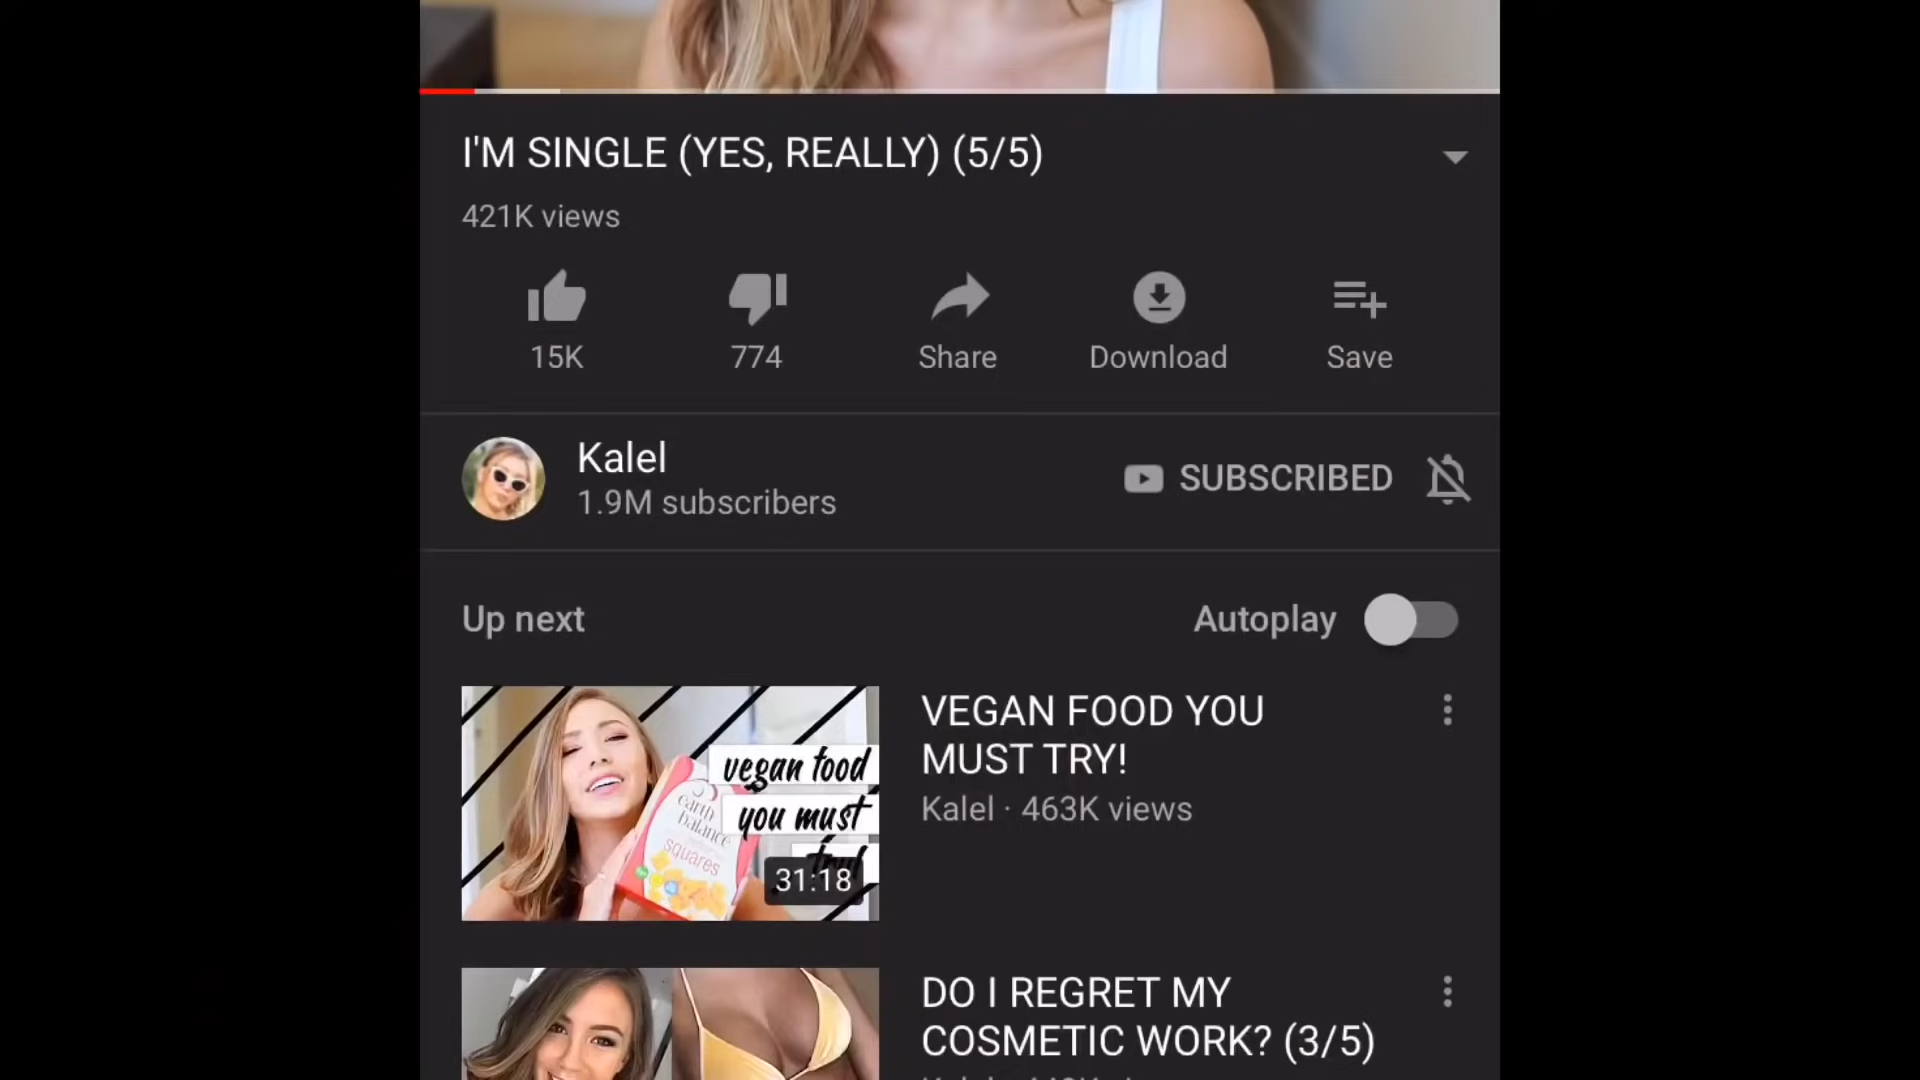 I'M SINGLE (YES, REALLY) (5/5)
421K views
15K
774
Share
Download
Save
Kalel
1.9M subscribers
SUBSCRIBED
Up next
Autoplay
vegan food
you must
earth
balance
squares
31:18
VEGAN FOOD YOU
MUST TRY!
Kalel · 463K views
DO I REGRET MY
COSMETIC WORK? (3/5)